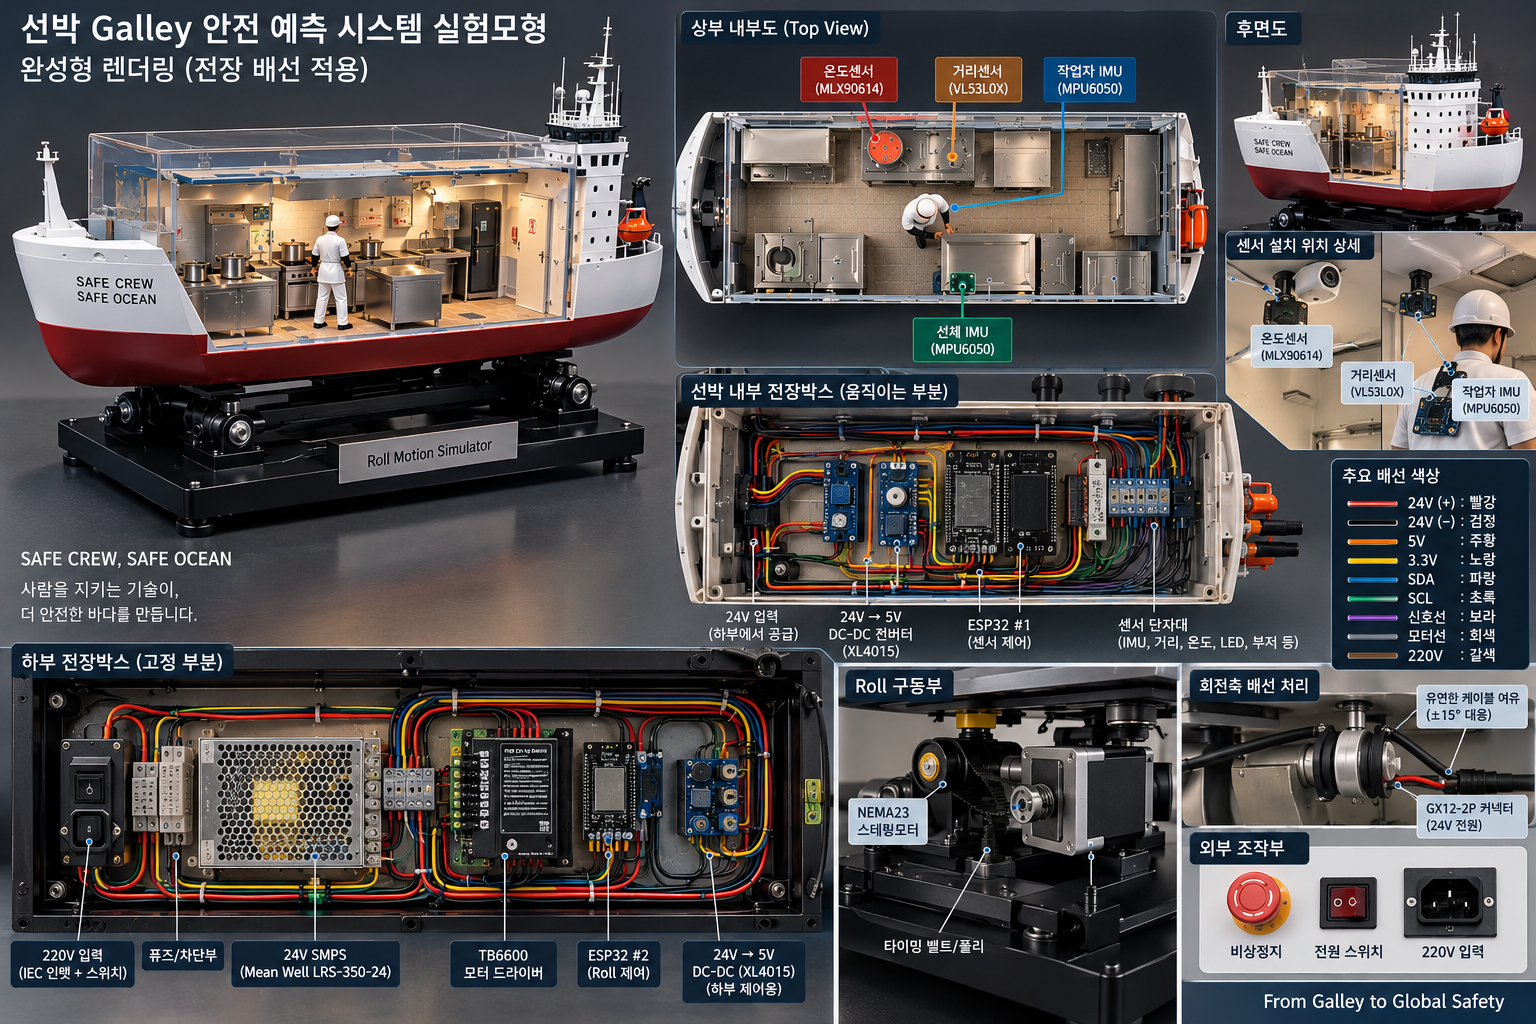 선박 Galley 안전 예측 시스템 실험모형
완성형 렌더링 (전장 배선 적용)
SAFE CREW
SAFE OCEAN
Roll Motion Simulator
SAFE CREW, SAFE OCEAN
사람을 지키는 기술이,
더 안전한 바다를 만듭니다.
상부 내부도 (Top View)
온도센서
(MLX90614)
거리센서
(VL53L0X)
작업자 IMU
(MPU6050)
선체 IMU
(MPU6050)
후면도
SAFE CREW
SAFE OCEAN
센서 설치 위치 상세
온도센서
(MLX90614)
거리센서
(VL53L0X)
작업자 IMU
(MPU6050)
선박 내부 전장박스 (움직이는 부분)
24V 입력
(하부에서 공급)
24V → 5V
DC-DC 컨버터
(XL4015)
ESP32 #1
(센서 제어)
센서 단자대
(IMU, 거리, 온도, LED, 부저 등)
주요 배선 색상
24V (+) : 빨강
24V (−) : 검정
5V : 주황
3.3V : 노랑
SDA : 파랑
SCL : 초록
신호선 : 보라
모터선 : 회색
220V : 갈색
하부 전장박스 (고정 부분)
220V 입력
(IEC 인렛 + 스위치)
퓨즈/차단부
24V SMPS
(Mean Well LRS-350-24)
TB6600
모터 드라이버
ESP32 #2
(Roll 제어)
24V → 5V
DC-DC (XL4015)
(하부 제어용)
Roll 구동부
NEMA23
스테핑모터
타이밍 벨트/풀리
회전축 배선 처리
유연한 케이블 여유
(±15° 대응)
GX12-2P 커넥터
(24V 전원)
외부 조작부
비상정지
전원 스위치
220V 입력
From Galley to Global Safety